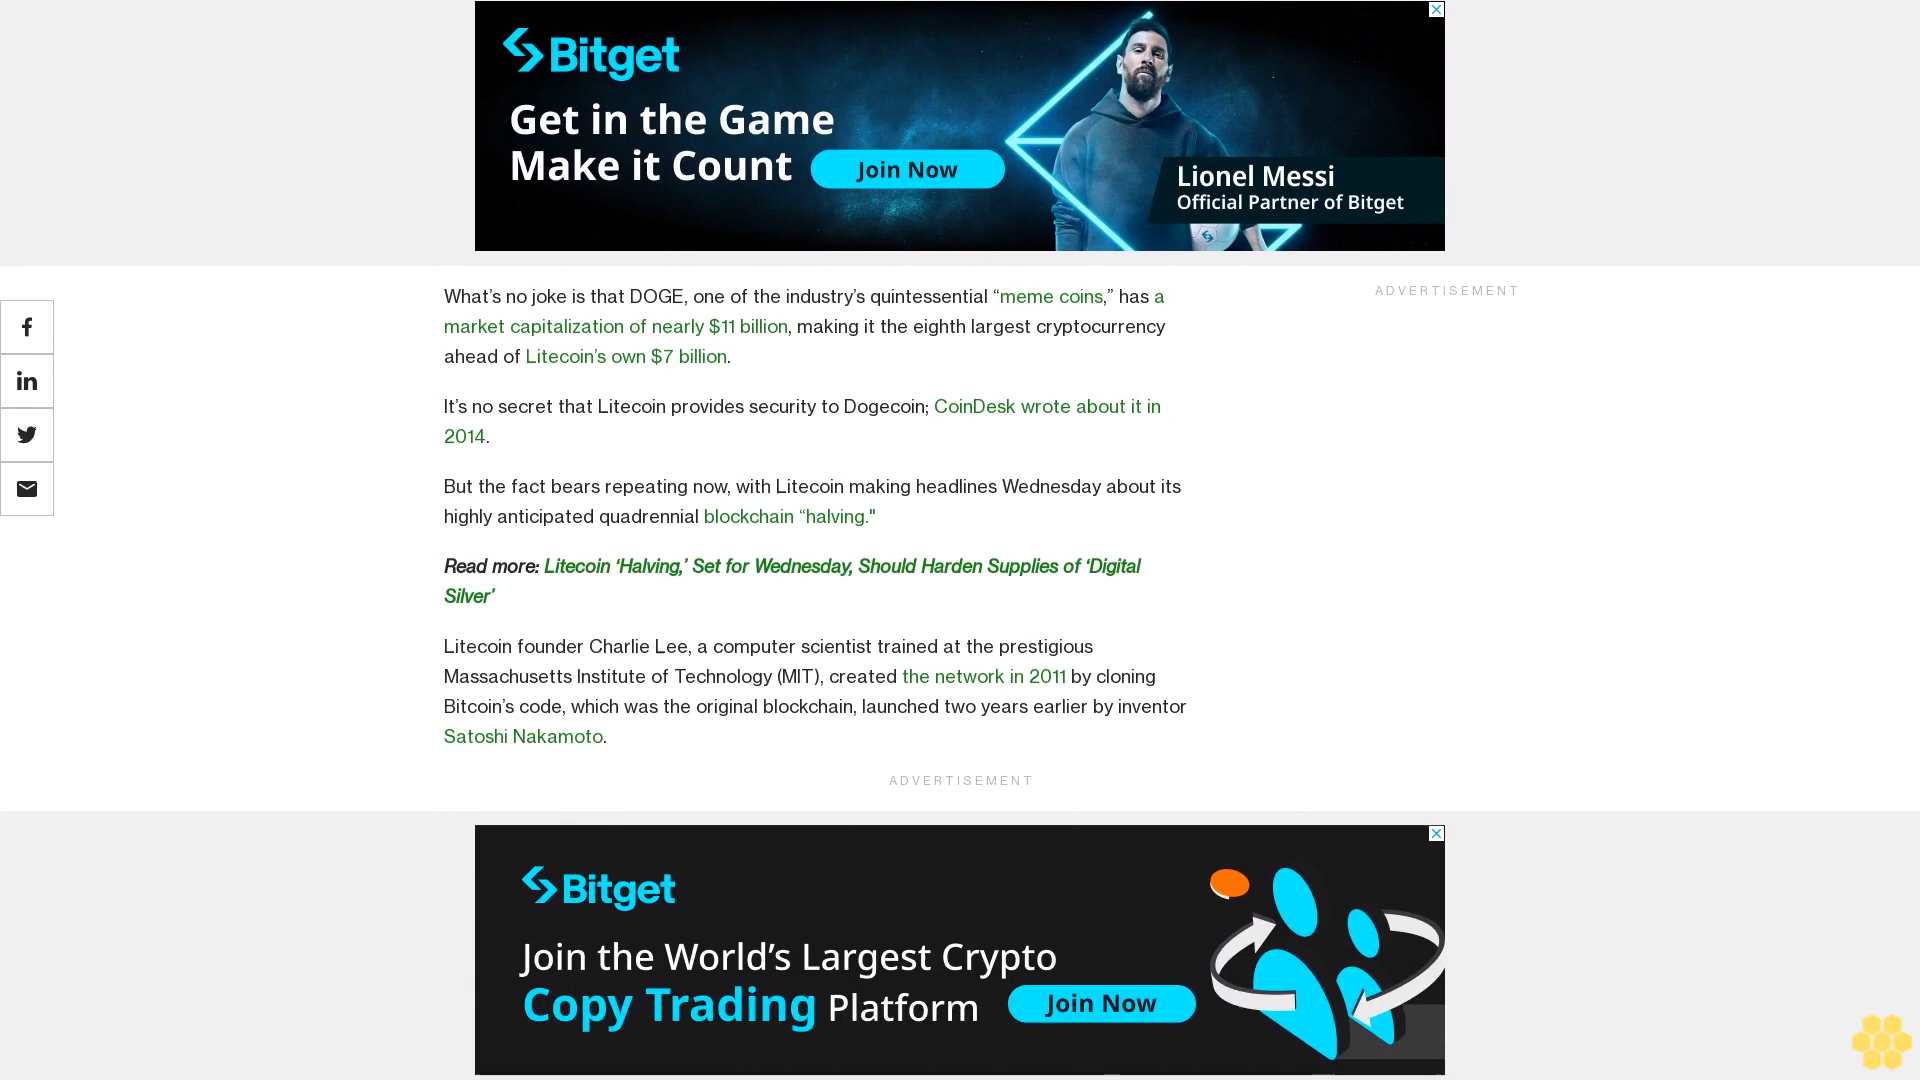 Bitget
Get in the Game
Make it Count
Join Now
Lionel Messi
Official Partner of Bitget
What’s no joke is that DOGE, one of the industry’s quintessential “meme coins,” has a
market capitalization of nearly $11 billion, making it the eighth largest cryptocurrency
ahead of Litecoin’s own $7 billion.
ADVERTISEMENT
It’s no secret that Litecoin provides security to Dogecoin; CoinDesk wrote about it in
2014.
But the fact bears repeating now, with Litecoin making headlines Wednesday about its
highly anticipated quadrennial blockchain “halving."
Read more: Litecoin ‘Halving,’ Set for Wednesday, Should Harden Supplies of ‘Digital
Silver’
Litecoin founder Charlie Lee, a computer scientist trained at the prestigious
Massachusetts Institute of Technology (MIT), created the network in 2011 by cloning
Bitcoin’s code, which was the original blockchain, launched two years earlier by inventor
Satoshi Nakamoto.
ADVERTISEMENT
Bitget
Join the World’s Largest Crypto
Copy Trading Platform
Join Now